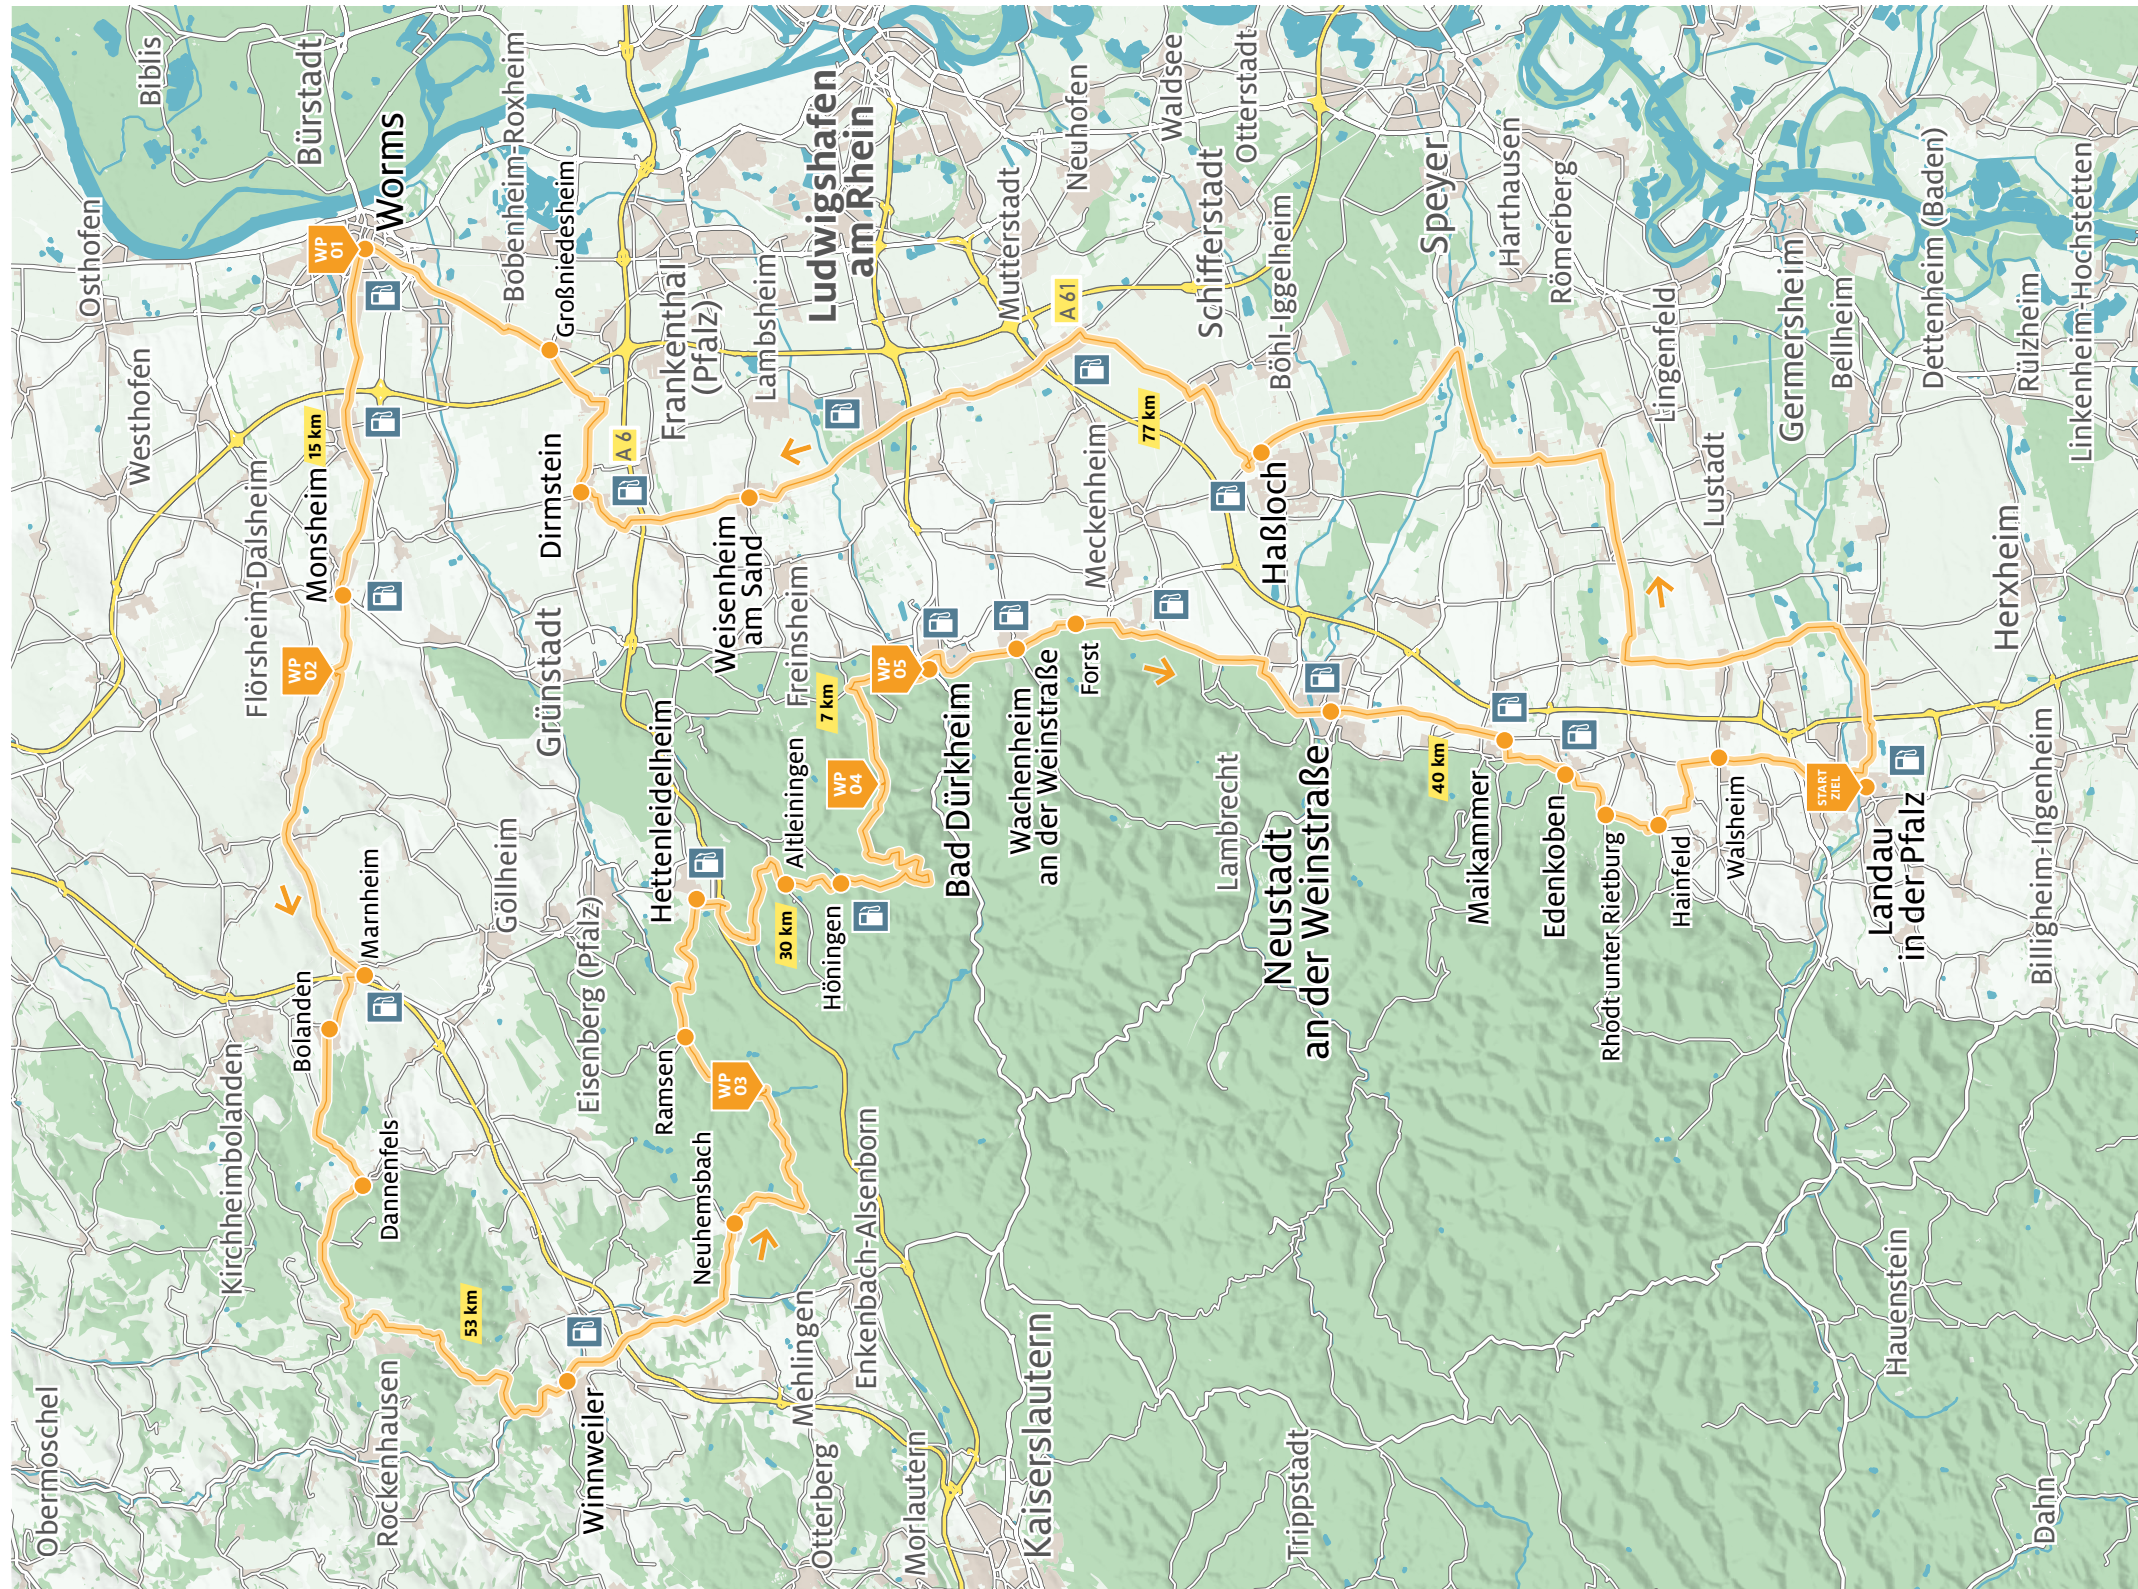 Obermoschel
Rockenhausen
Kirchheimbolanden
Osthofen
Westhofen
Biblis
Bürstadt
Flörsheim-Dalsheim
WP
01
Worms
15 km
Monsheim
WP
02
Marnheim
Bolanden
Dannenfels
53 km
Winnweiler
Göllheim
Eisenberg (Pfalz)
Grünstadt
Bobenheim-Roxheim
Großniedesheim
Dirmstein
A 6
Frankenthal
(Pfalz)
Lambsheim
Weisenheim
am Sand
Freinsheim
Hettenleidelheim
Ramsen
WP
03
Neuhemsbach
Mehlingen
Otterberg
Enkenbach-Alsenborn
Morlautern
Kaiserslautern
Altleiningen
30 km
Höningen
WP
04
7 km
WP
05
Bad Dürkheim
Wachenheim
an der Weinstraße
Forst
Meckenheim
Ludwigshafen
am Rhein
Mutterstadt
Neuhofen
Waldsee
Otterstadt
Schifferstadt
A 61
77 km
Böhl-Iggelheim
Haßloch
Speyer
Harthausen
Römerberg
Lingenfeld
Lustadt
Germersheim
Bellheim
Dettenheim (Baden)
Rülzheim
Linkenheim-Hochstetten
Herxheim
Lambrecht
Neustadt
an der Weinstraße
40 km
Maikammer
Edenkoben
Rhodt unter Rietburg
Hainfeld
Walsheim
START
ZIEL
Landau
in der Pfalz
Billigheim-Ingenheim
Trippstadt
Hauenstein
Dahn